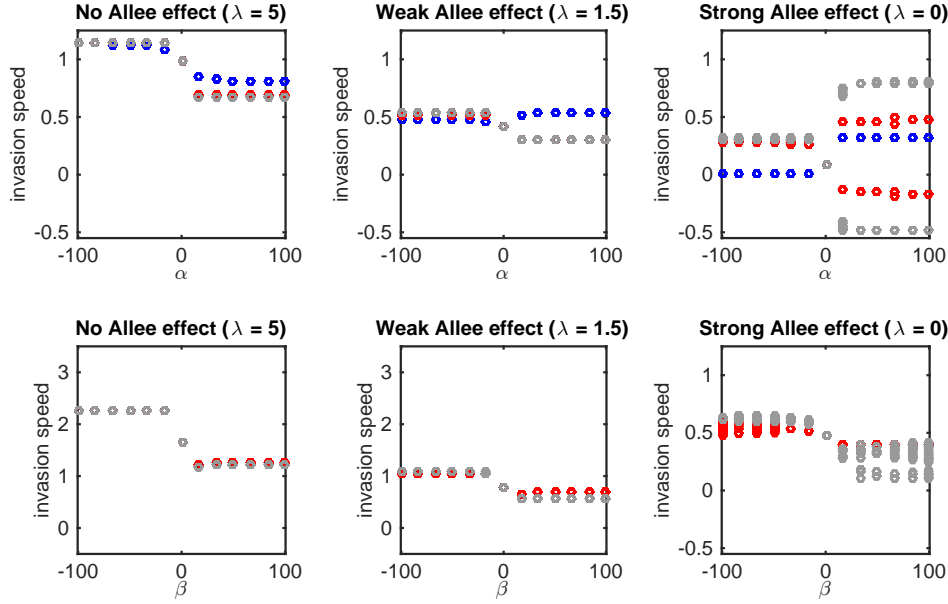 No Allee effect (λ = 5)
Weak Allee effect (λ = 1.5)
Strong Allee effect (λ = 0)
invasion speed
1
0.5
0
-0.5
-100
0
100
α
invasion speed
1
0.5
0
-0.5
-100
0
100
α
invasion speed
1
0.5
0
-0.5
-100
0
100
α
No Allee effect (λ = 5)
Weak Allee effect (λ = 1.5)
Strong Allee effect (λ = 0)
invasion speed
3
2
1
0
-100
0
100
β
invasion speed
3
2
1
0
-100
0
100
β
invasion speed
1
0.5
0
-0.5
-100
0
100
β